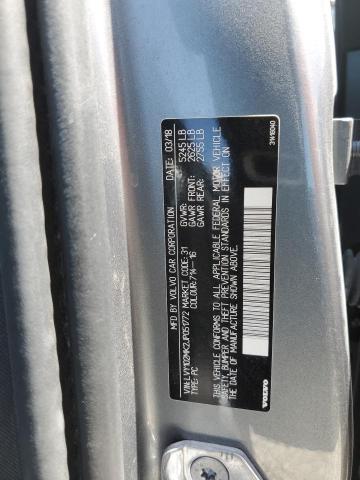 MFD BY VOLVO CAR CORPORATION DATE: 03/18
GVWR: 5245 LB
GAWR FRONT: 2625 LB
GAWR REAR: 2755 LB
VIN: LVY102MK2JP051772 MARKET CODE: 31
TYPE: PC COLOUR: 714-16
THIS VEHICLE CONFORMS TO ALL APPLICABLE FEDERAL MOTOR VEHICLE
SAFETY, BUMPER, AND THEFT PREVENTION STANDARDS IN EFFECT ON THE
DATE OF MANUFACTURE SHOWN ABOVE.
VOLVO